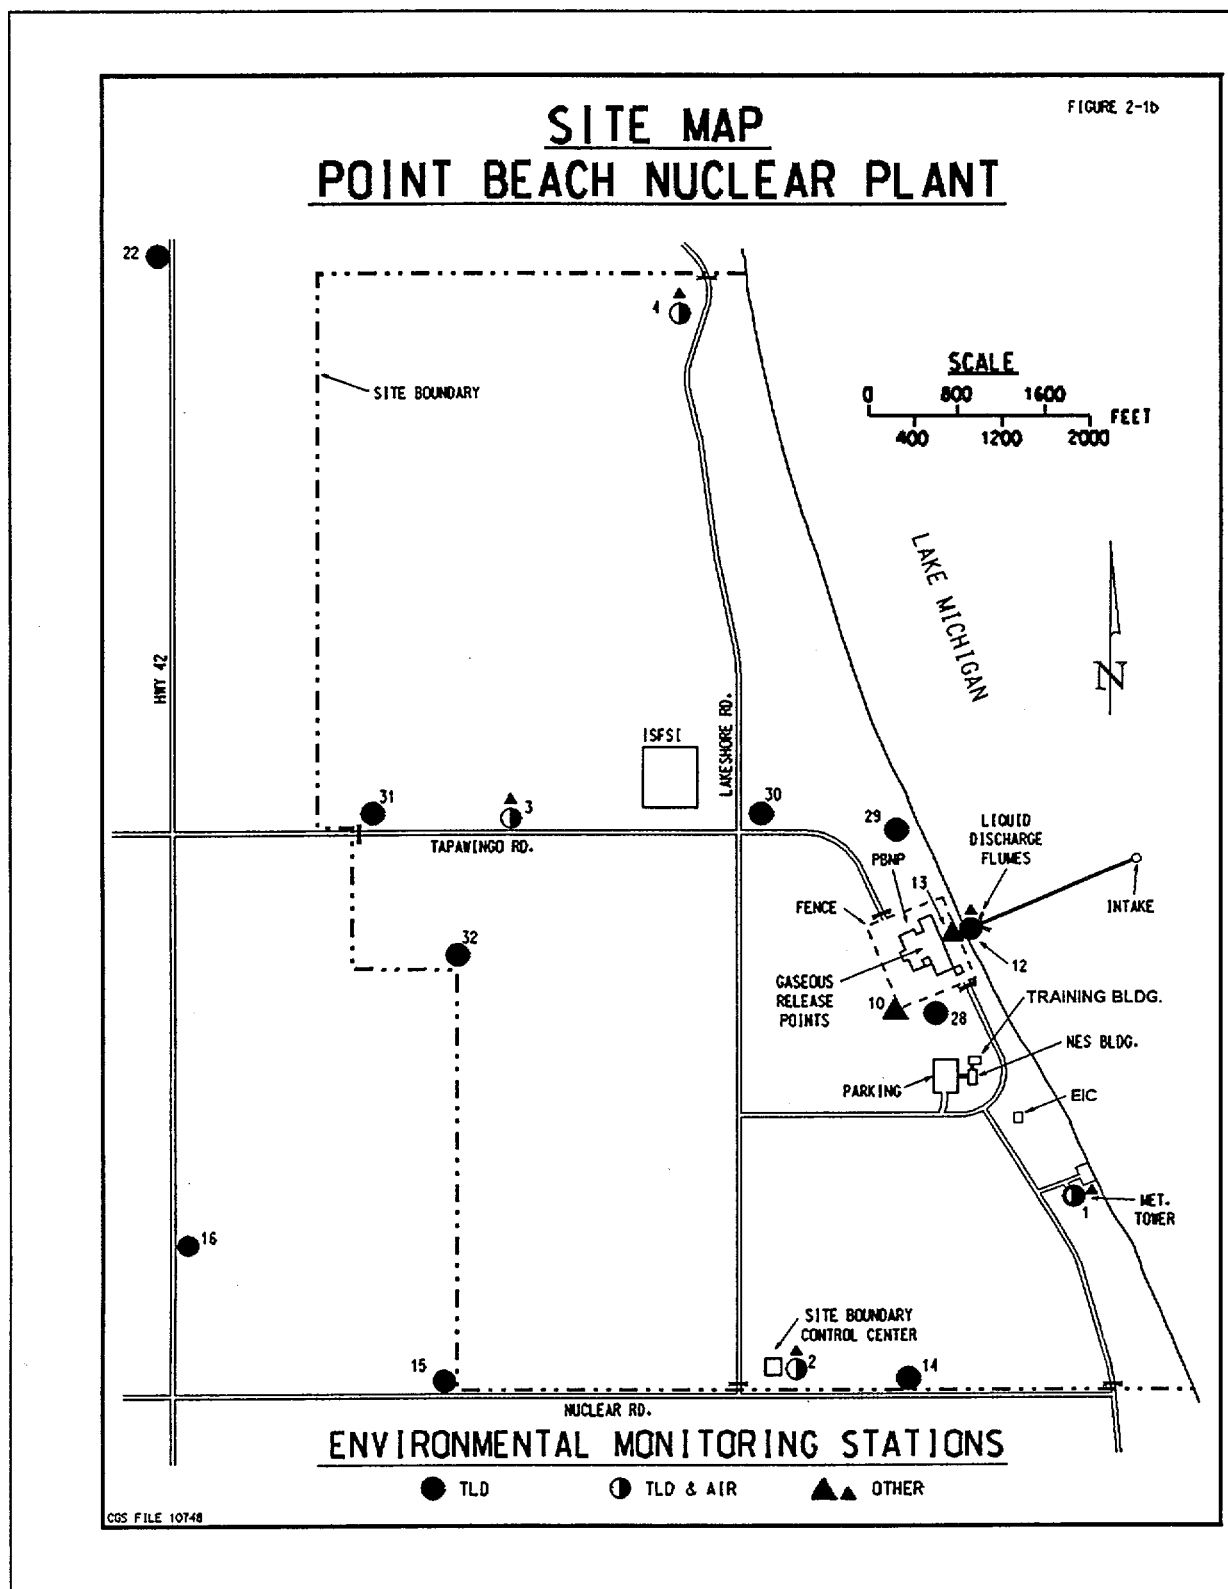 FIGURE 2-1b
SITE MAP
POINT BEACH NUCLEAR PLANT
22
4
SITE BOUNDARY
SCALE
0 800 1600
FEET
400 1200 2000
LAKE MICHIGAN
N
HWY 42
LAKESHORE RD.
ISFSI
31
3
30
29
TAPAWINGO RD.
LIQUID
DISCHARGE
FLUMES
PBNP
13
FENCE
INTAKE
32
12
GASEOUS
RELEASE
POINTS
10
28
TRAINING BLDG.
NES BLDG.
PARKING
EIC
1
MET.
TOWER
16
SITE BOUNDARY
CONTROL CENTER
15
2
14
NUCLEAR RD.
ENVIRONMENTAL MONITORING STATIONS
TLD TLD & AIR OTHER
CGS FILE 10748